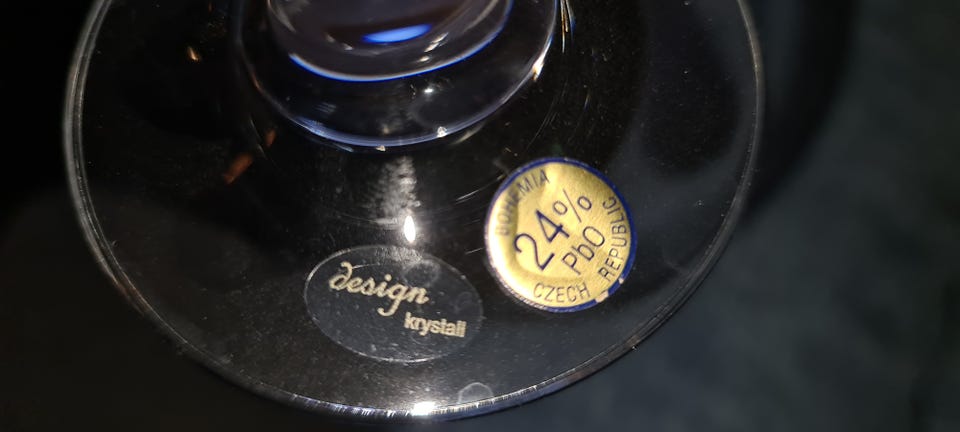 design
krystall
BOHEMIA
24%
PbO
CZECH REPUBLIC